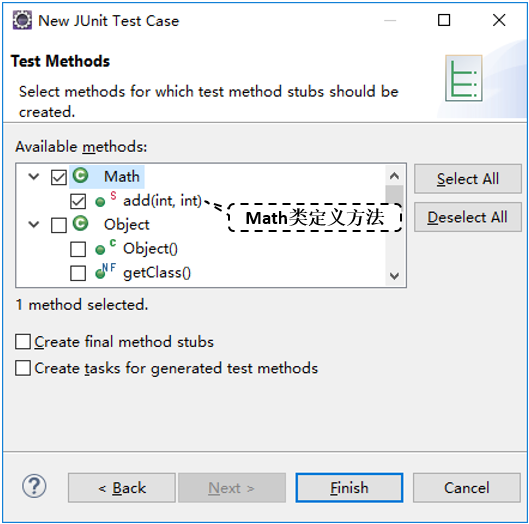 New JUnit Test Case
Test Methods
Select methods for which test method stubs should be
created.
Available methods:
C Math
S add(int, int)
Math类定义方法
C Object
C Object()
NF getClass()
Select All
Deselect All
1 method selected.
Create final method stubs
Create tasks for generated test methods
?
< Back
Next >
Finish
Cancel